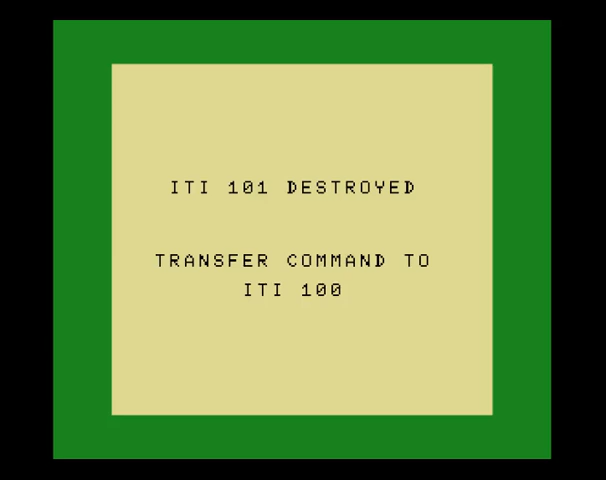 ITI 101 DESTROYED
TRANSFER COMMAND TO
ITI 100